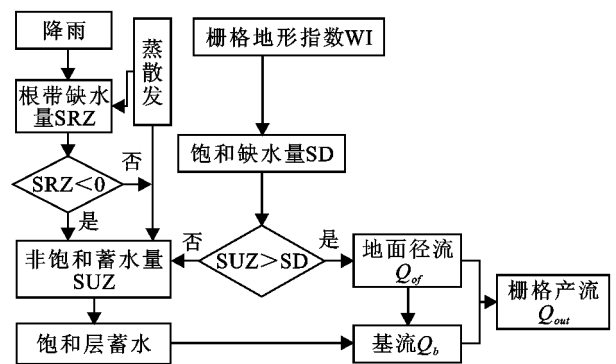 降雨
蒸散发
栅格地形指数WI
根带缺水量SRZ
饱和缺水量SD
否
SRZ<0
是
否
SUZ>SD
是
非饱和蓄水量
SUZ
地面径流
Qof
栅格产流
Qout
饱和层蓄水
基流Qb